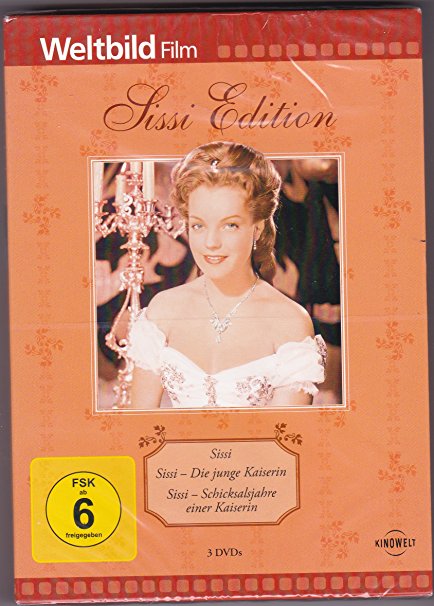 Weltbild Film
Sissi Edition
Sissi
Sissi – Die junge Kaiserin
Sissi – Schicksalsjahre
einer Kaiserin
FSK
ab
6
freigegeben
3 DVDs
KINOWELT